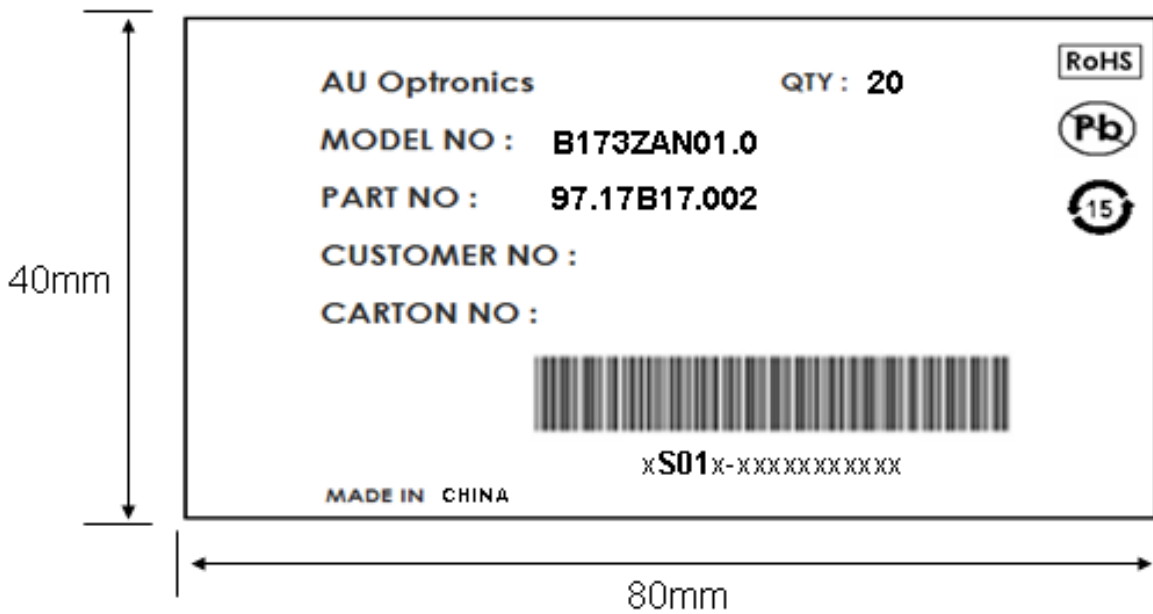 AU Optronics QTY : 20 RoHS
MODEL NO : B173ZAN01.0 Pb
PART NO : 97.17B17.002 15
CUSTOMER NO :
40mm
CARTON NO :
xS01x-xxxxxxxxxxx
MADE IN CHINA
80mm